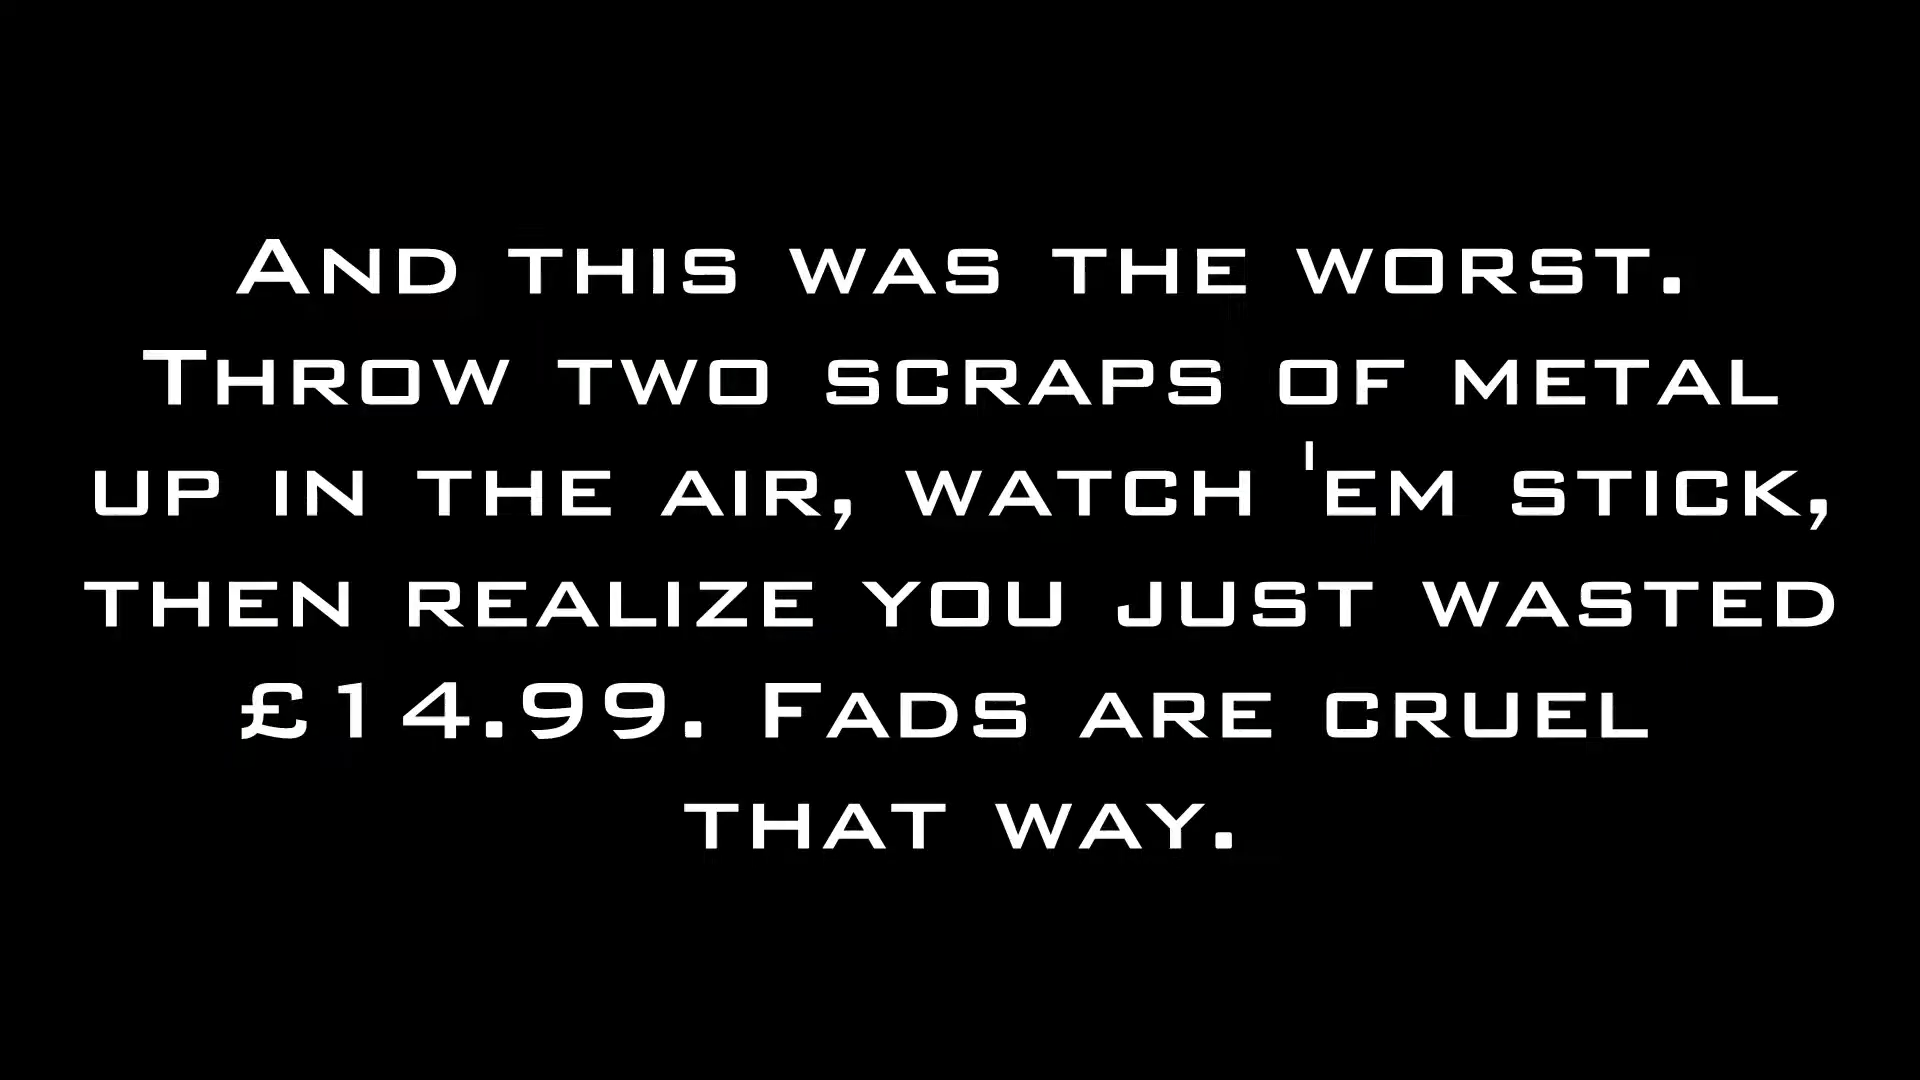 And this was the worst.
Throw two scraps of metal
up in the air, watch 'em stick,
then realize you just wasted
£14.99. Fads are cruel
that way.